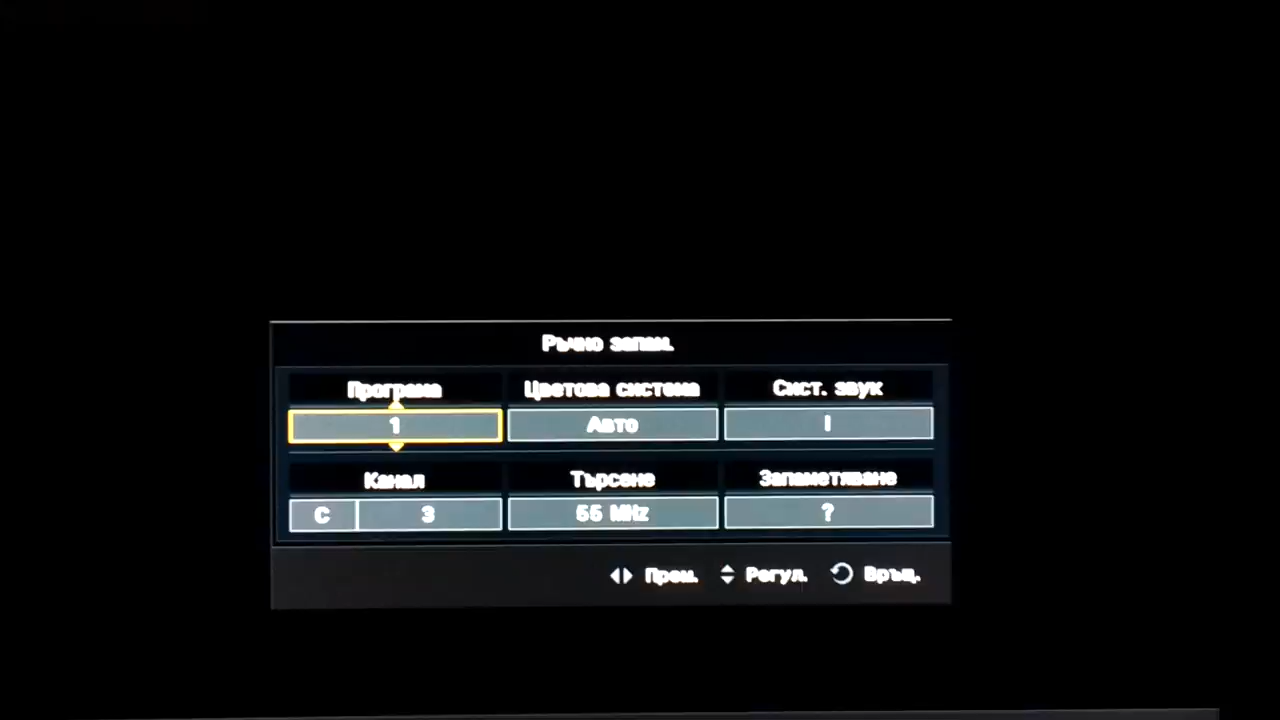 Ръчно запам.
Програма Цветова система Сист. звук
1 Авто I
Канал Търсене Запаметяване
C 3 55 MHz ?
Прем. Регул. Връщ.